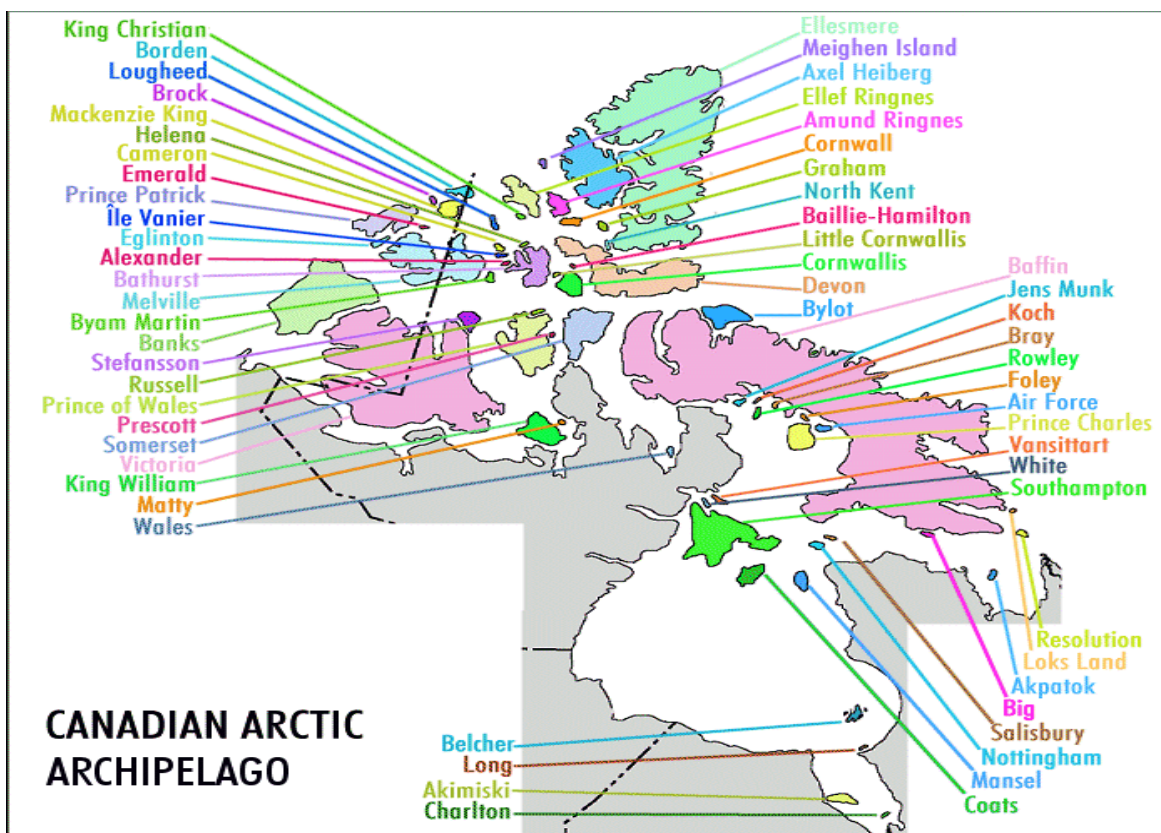 King Christian
Borden
Lougheed
Brock
Mackenzie King
Helena
Cameron
Emerald
Prince Patrick
Île Vanier
Eglinton
Alexander
Bathurst
Melville
Byam Martin
Banks
Stefansson
Russell
Prince of Wales
Prescott
Somerset
Victoria
King William
Matty
Wales
Ellesmere
Meighen Island
Axel Heiberg
Ellef Ringnes
Amund Ringnes
Cornwall
Graham
North Kent
Baillie-Hamilton
Little Cornwallis
Cornwallis
Devon
Bylot
Baffin
Jens Munk
Koch
Bray
Rowley
Foley
Air Force
Prince Charles
Vansittart
White
Southampton
Resolution
Loks Land
Akpatok
Big
Salisbury
Nottingham
Mansel
Coats
Belcher
Long
Akimiski
Charlton
CANADIAN ARCTIC
ARCHIPELAGO